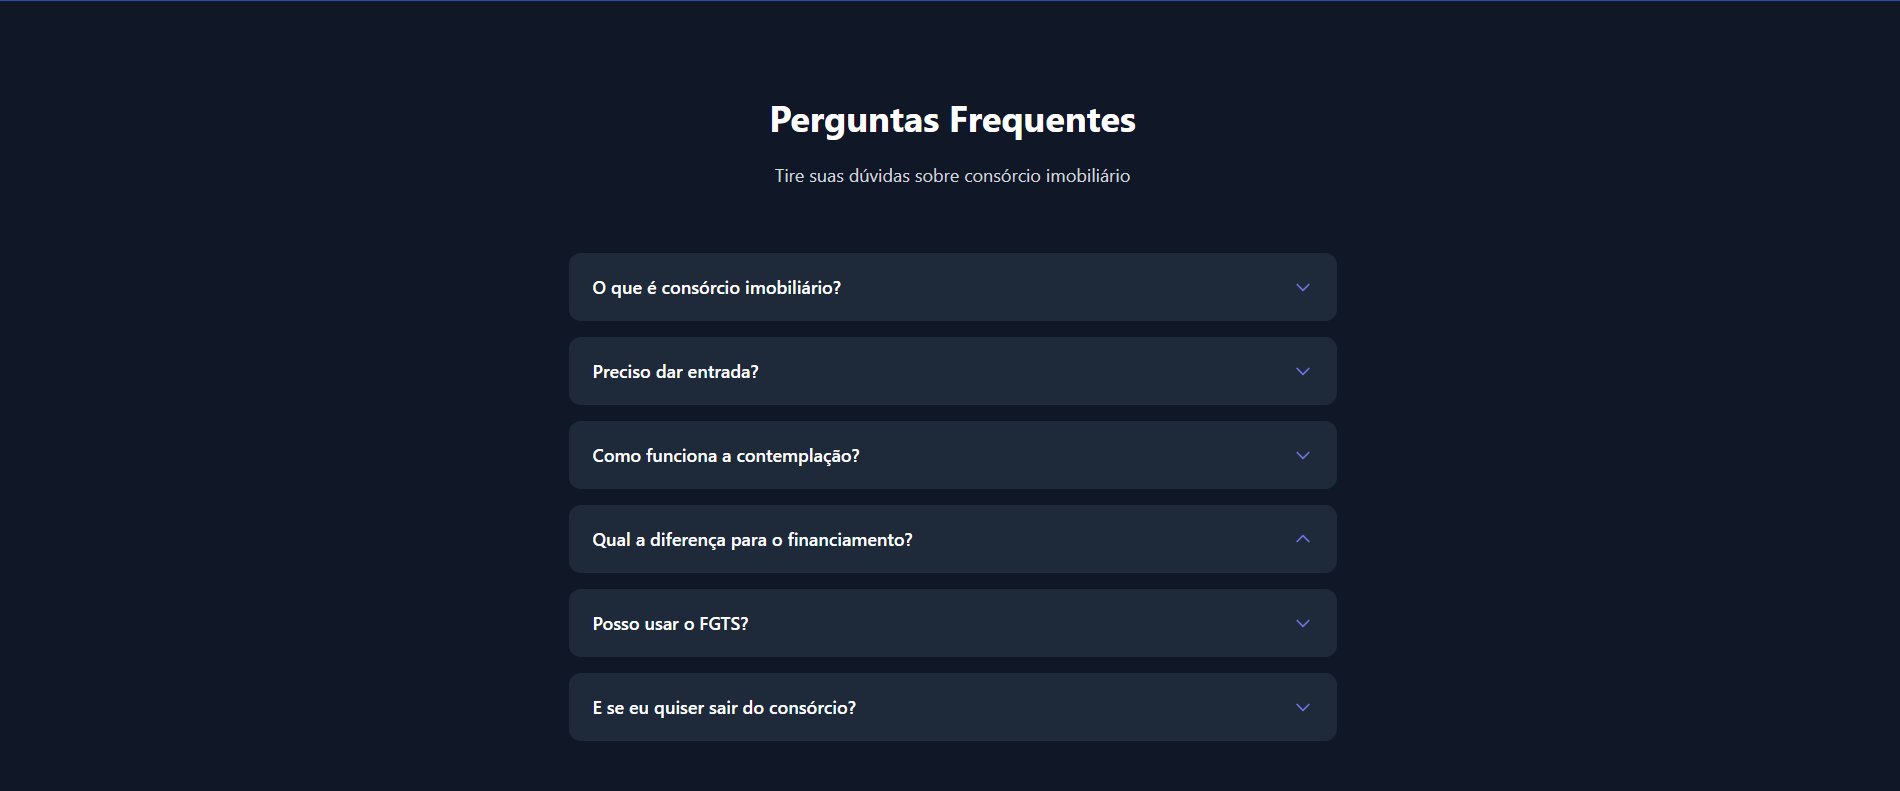 Perguntas Frequentes
Tire suas dúvidas sobre consórcio imobiliário
O que é consórcio imobiliário?
Preciso dar entrada?
Como funciona a contemplação?
Qual a diferença para o financiamento?
Posso usar o FGTS?
E se eu quiser sair do consórcio?